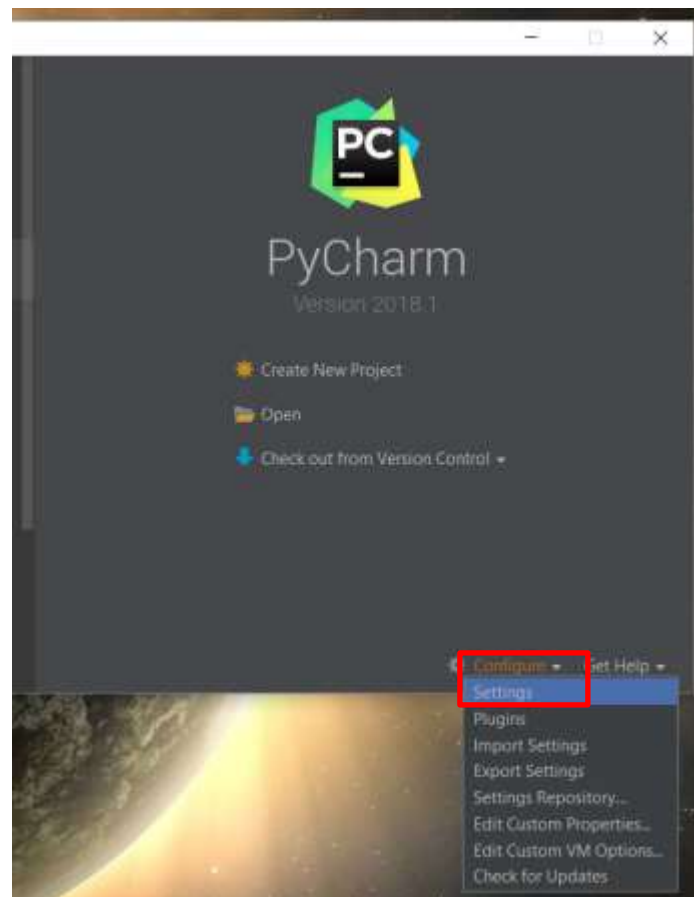 PC
PyCharm
Version 2018.1
Create New Project
Open
Check out from Version Control
Configure Get Help
Settings
Plugins
Import Settings
Export Settings
Settings Repository...
Edit Custom Properties...
Edit Custom VM Options...
Check for Updates